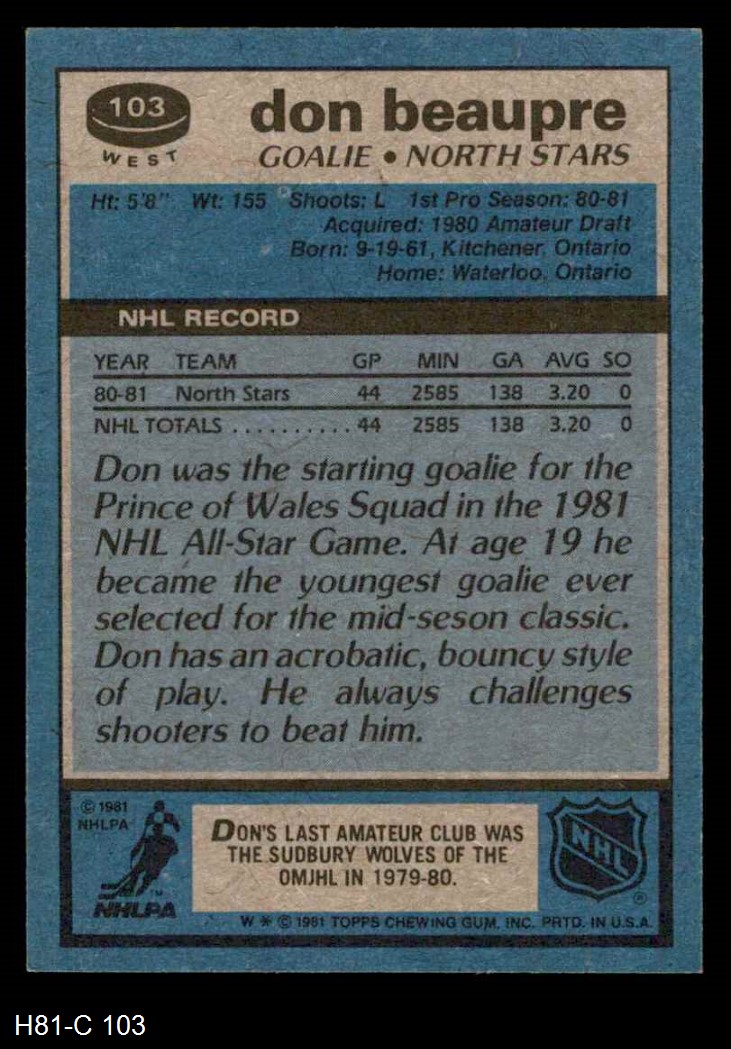 103
WEST
don beaupre
GOALIE • NORTH STARS
Ht: 5'8" Wt: 155 Shoots: L 1st Pro Season: 80-81
Acquired: 1980 Amateur Draft
Born: 9-19-61, Kitchener, Ontario
Home: Waterloo, Ontario
NHL RECORD
YEAR TEAM GP MIN GA AVG SO
80-81 North Stars 44 2585 138 3.20 0
NHL TOTALS . . . . . . . . . . 44 2585 138 3.20 0
Don was the starting goalie for the
Prince of Wales Squad in the 1981
NHL All-Star Game. At age 19 he
became the youngest goalie ever
selected for the mid-seson classic.
Don has an acrobatic, bouncy style
of play. He always challenges
shooters to beat him.
© 1981
NHLPA
TM
NHLPA
DON'S LAST AMATEUR CLUB WAS
THE SUDBURY WOLVES OF THE
OMJHL IN 1979-80.
NHL
®
W * © 1981 TOPPS CHEWING GUM, INC. PRTD. IN U.S.A.
H81-C 103